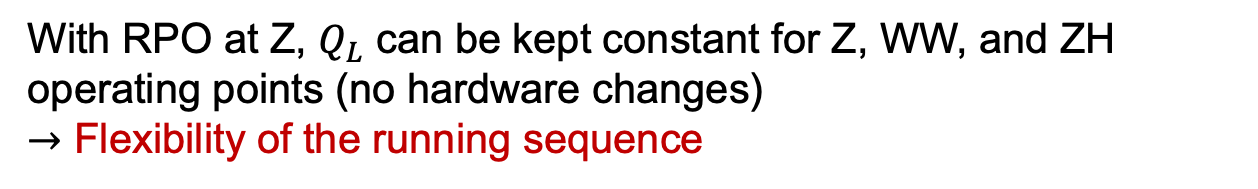 With RPO at Z, Q_L can be kept constant for Z, WW, and ZH
operating points (no hardware changes)
→ Flexibility of the running sequence